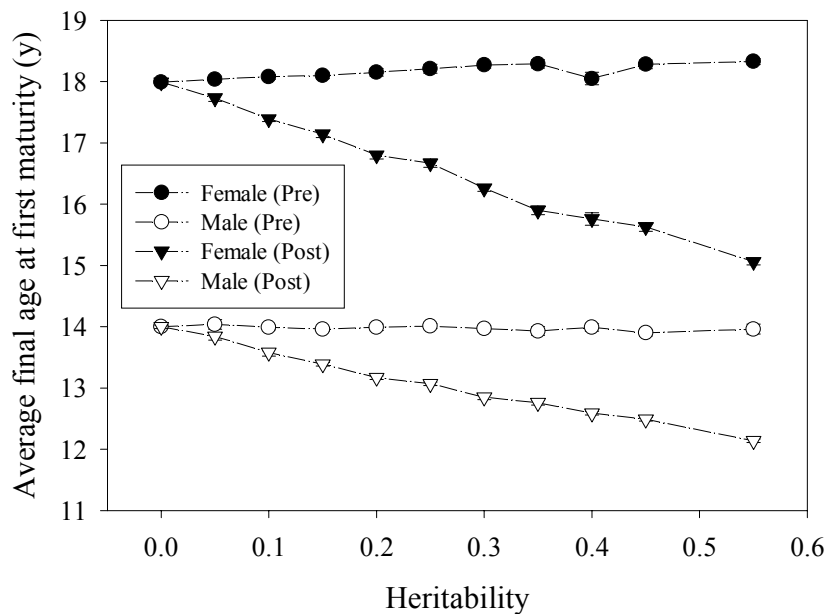 19
18
17
16
15
14
13
12
11
Average final age at first maturity (y)
Female (Pre)
Male (Pre)
Female (Post)
Male (Post)
0.0 0.1 0.2 0.3 0.4 0.5 0.6
Heritability